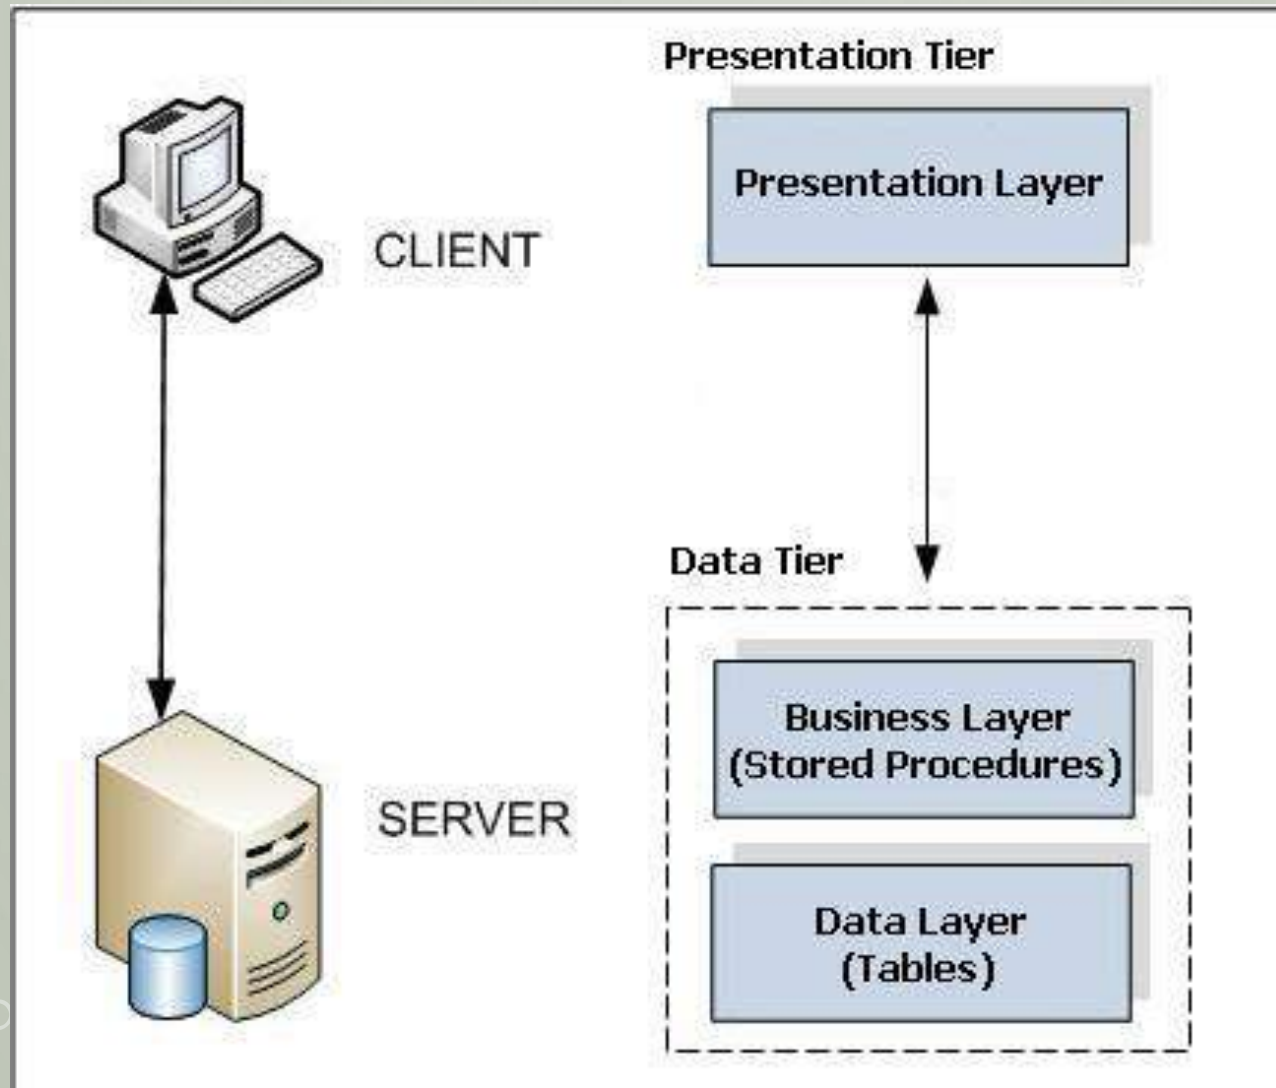 Presentation Tier
Presentation Layer
CLIENT
Data Tier
Business Layer
(Stored Procedures)
SERVER
Data Layer
(Tables)